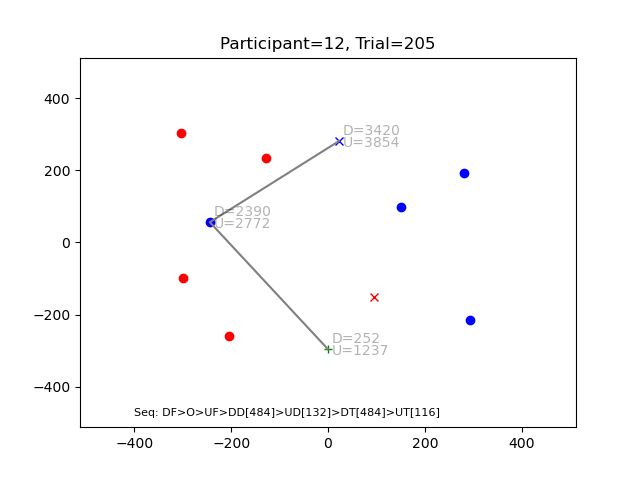 Participant=12, Trial=205
400
200
0
−200
−400
D=3420
U=3854
D=2390
U=2772
D=252
U=1237
Seq: DF>O>UF>DD[484]>UD[132]>DT[484]>UT[116]
−400 −200 0 200 400